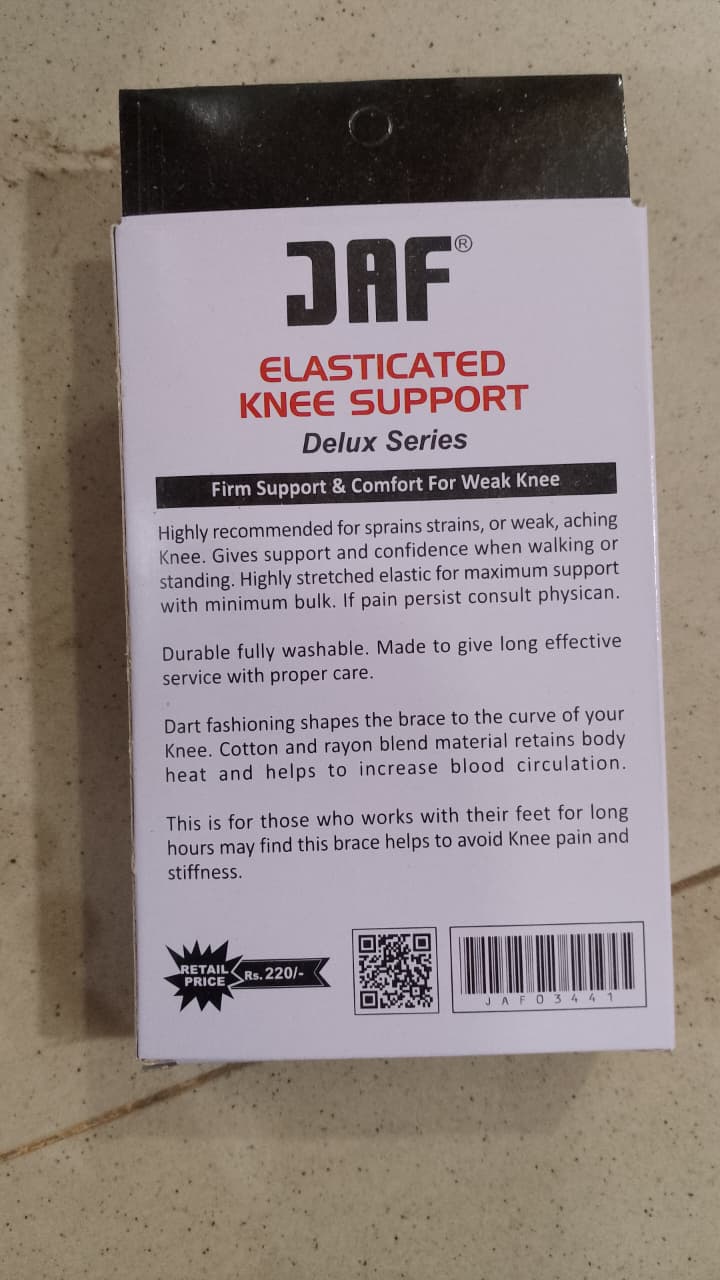 JAF®
ELASTICATED
KNEE SUPPORT
Delux Series
Firm Support & Comfort For Weak Knee
Highly recommended for sprains strains, or weak, aching
Knee. Gives support and confidence when walking or
standing. Highly stretched elastic for maximum support
with minimum bulk. If pain persist consult physican.
Durable fully washable. Made to give long effective
service with proper care.
Dart fashioning shapes the brace to the curve of your
Knee. Cotton and rayon blend material retains body
heat and helps to increase blood circulation.
This is for those who works with their feet for long
hours may find this brace helps to avoid Knee pain and
stiffness.
RETAIL
PRICE
Rs. 220/-
JAF03441